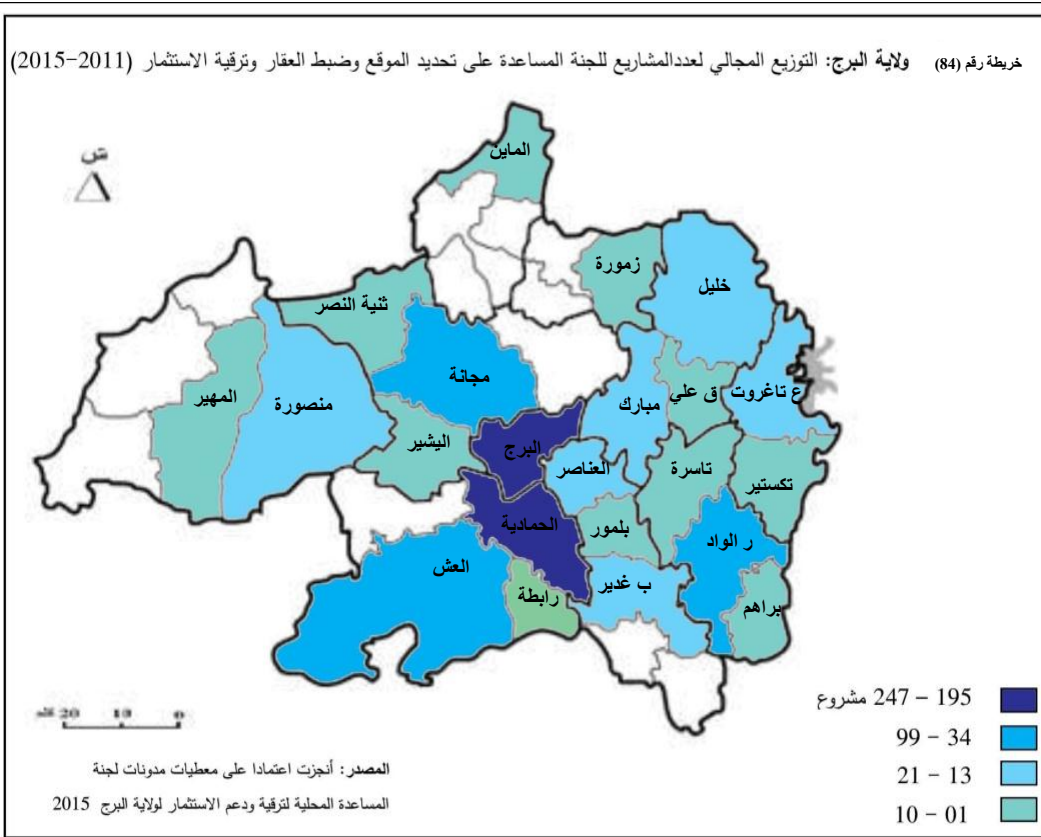 خريطة رقم (84) ولاية البرج: التوزيع المجالي لعددالمشاريع للجنة المساعدة على تحديد الموقع وضبط العقار وترقية الاستثمار (2011-2015)
ش
الماين
زمورة
خليل
ثنية النصر
مجانة
المهير
منصورة
مبارك
ق علي
ع تاغروت
اليشير
البرج
العناصر
تاسرة
تكستير
الحمادية
بلمور
ر الواد
العش
رابطة
ب غدير
براهم
195 - 247 مشروع
34 - 99
13 - 21
01 - 10
0 10 20 كلم
المصدر: أنجزت اعتمادا على معطيات مدونات لجنة
المساعدة المحلية لترقية ودعم الاستثمار لولاية البرج 2015